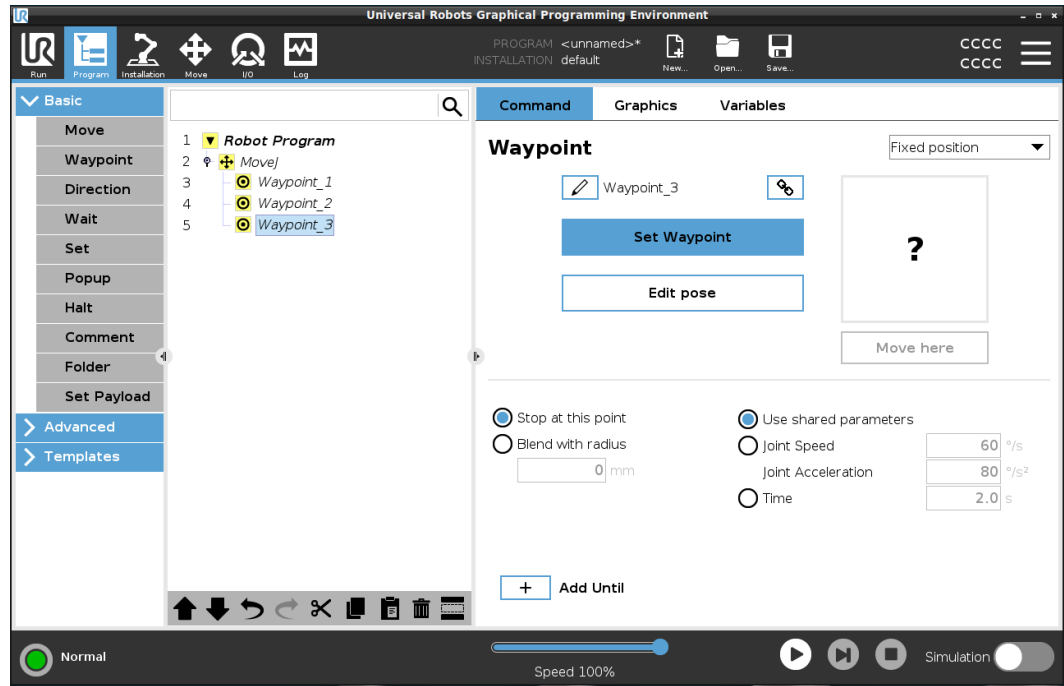 Universal Robots Graphical Programming Environment
Run
Program
Installation
Move
I/O
Log
PROGRAM <unnamed>*
INSTALLATION default
New...
Open...
Save...
CCCC
CCCC
Basic
Move
Waypoint
Direction
Wait
Set
Popup
Halt
Comment
Folder
Set Payload
Advanced
Templates
1 Robot Program
2 MoveJ
3 Waypoint_1
4 Waypoint_2
5 Waypoint_3
Command Graphics Variables
Waypoint
Fixed position
Waypoint_3
Set Waypoint
Edit pose
?
Move here
Stop at this point
Blend with radius
0 mm
Use shared parameters
Joint Speed 60 °/s
Joint Acceleration 80 °/s²
Time 2.0 s
+ Add Until
Normal
Speed 100%
Simulation